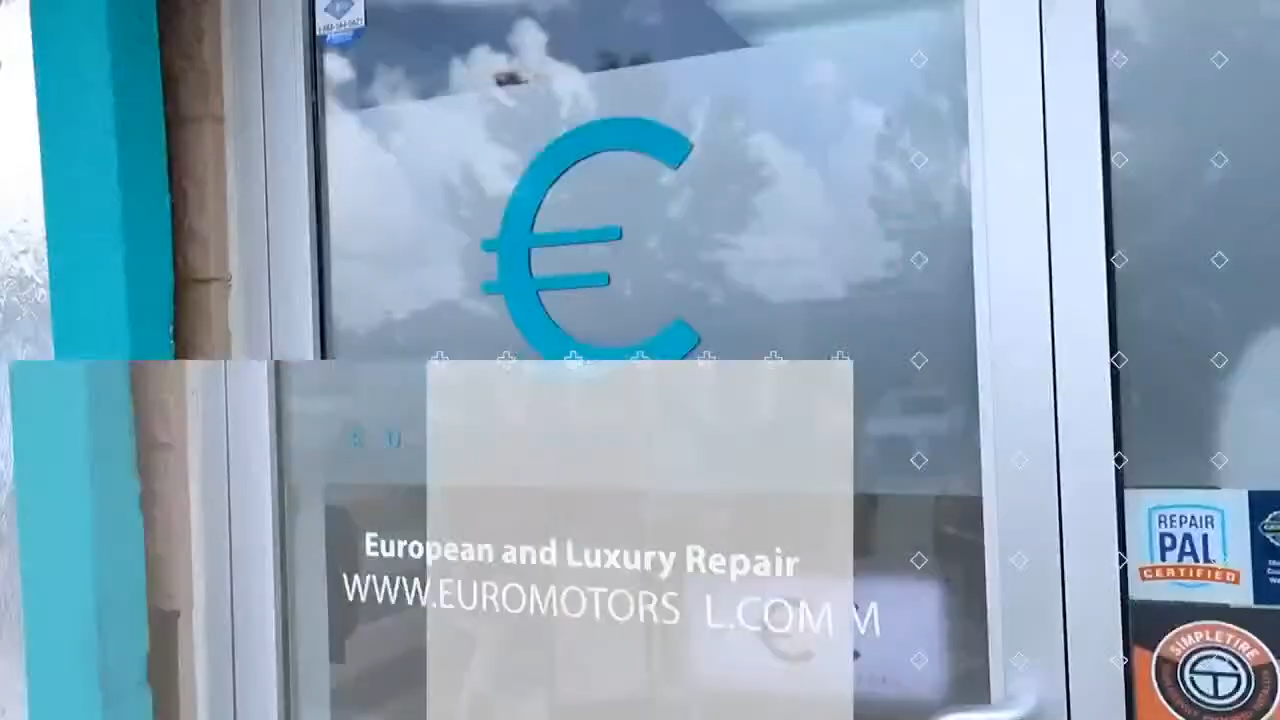 €
European and Luxury Repair
WWW.EUROMOTORS L.COM M
REPAIR
PAL
CERTIFIED
SIMPLETIRE